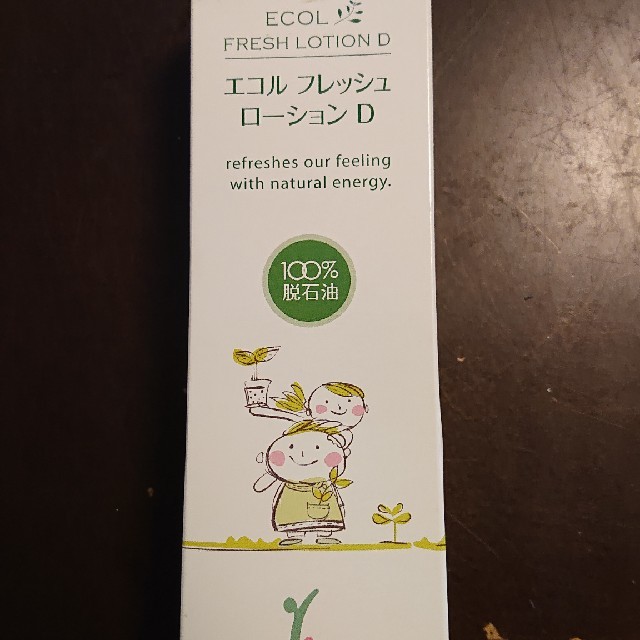 ECOL
FRESH LOTION D
エコル フレッシュ
ローション D
refreshes our feeling
with natural energy.
100%
脱石油